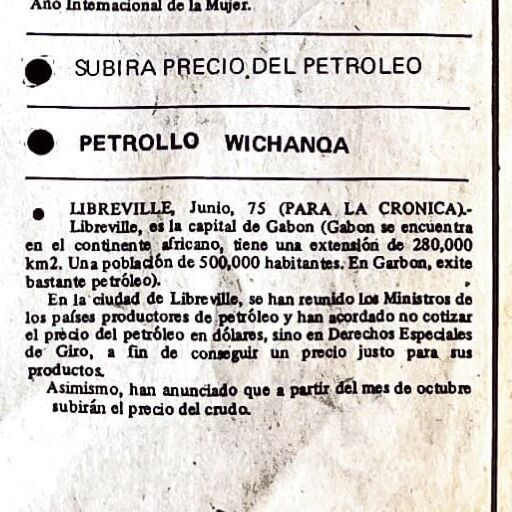 Año Internacional de la Mujer.
SUBIRA PRECIO DEL PETROLEO
PETROLLO WICHANQA
LIBREVILLE, Junio, 75 (PARA LA CRONICA).-
Libreville, es la capital de Gabon (Gabon se encuentra
en el continente africano, tiene una extensión de 280,000
km2. Una población de 500,000 habitantes. En Garbon, exite
bastante petróleo).
En la ciudad de Libreville, se han reunido los Ministros de
los países productores de petróleo y han acordado no cotizar
el precio del petróleo en dólares, sino en Derechos Especiales
de Giro, a fin de conseguir un precio justo para sus
productos.
Asimismo, han anunciado que a partir del mes de octubre
subirán el precio del crudo.